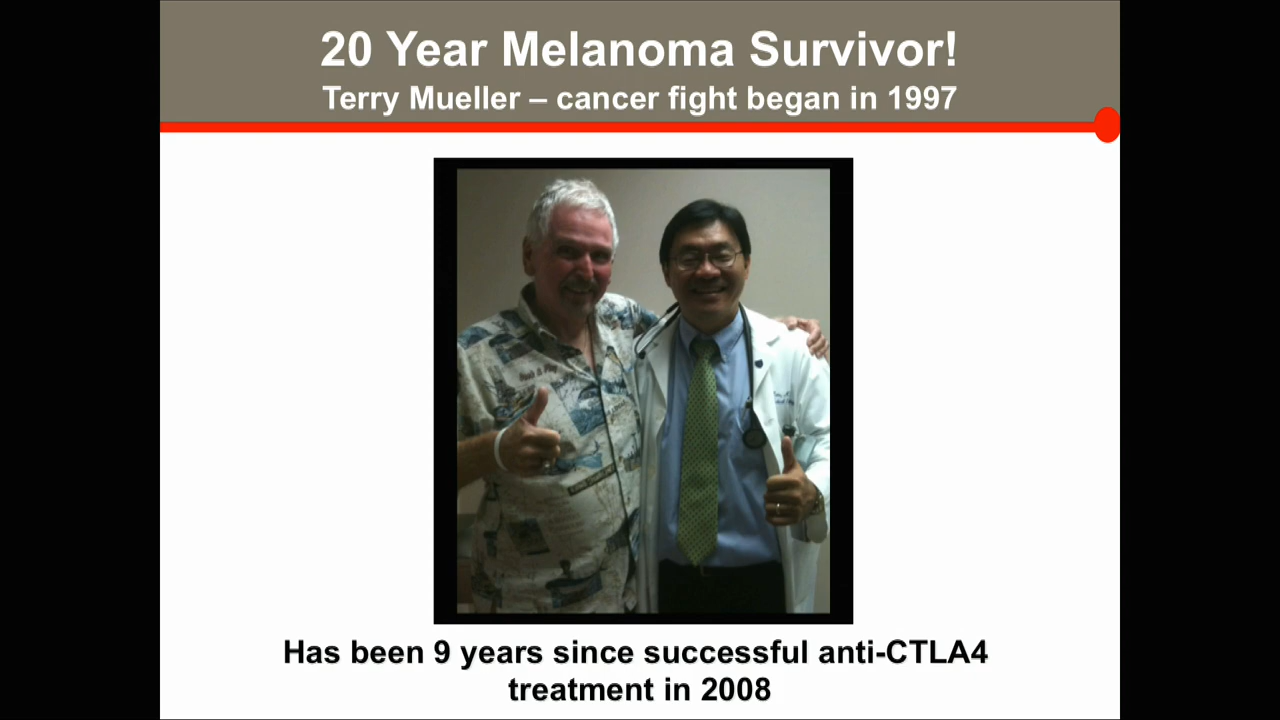 20 Year Melanoma Survivor!
Terry Mueller – cancer fight began in 1997
Has been 9 years since successful anti-CTLA4
treatment in 2008